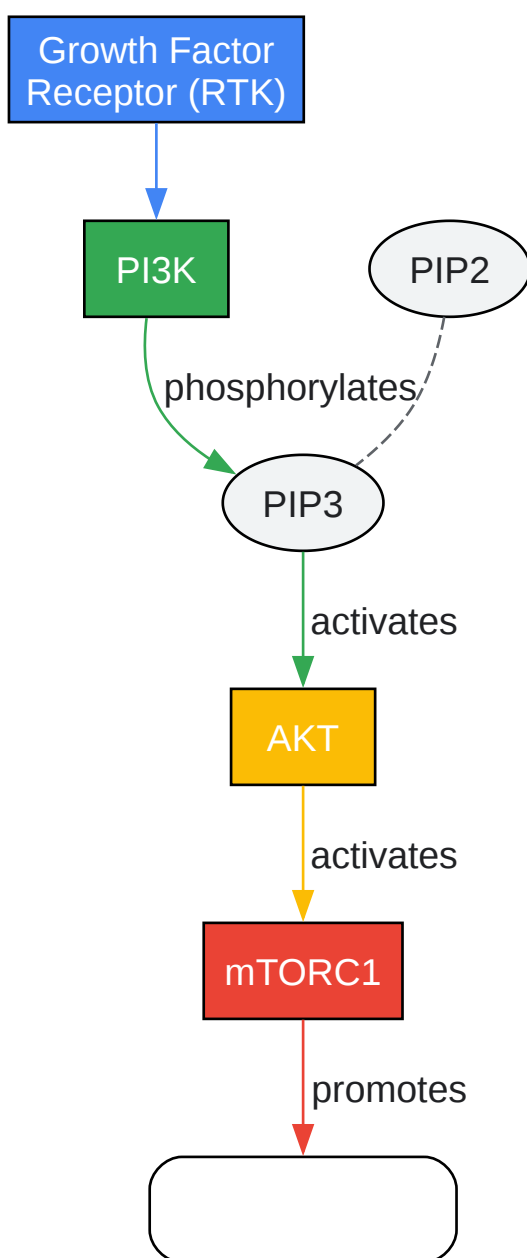 Growth Factor
Receptor (RTK)
PI3K
PIP2
phosphorylates
PIP3
activates
AKT
activates
mTORC1
promotes